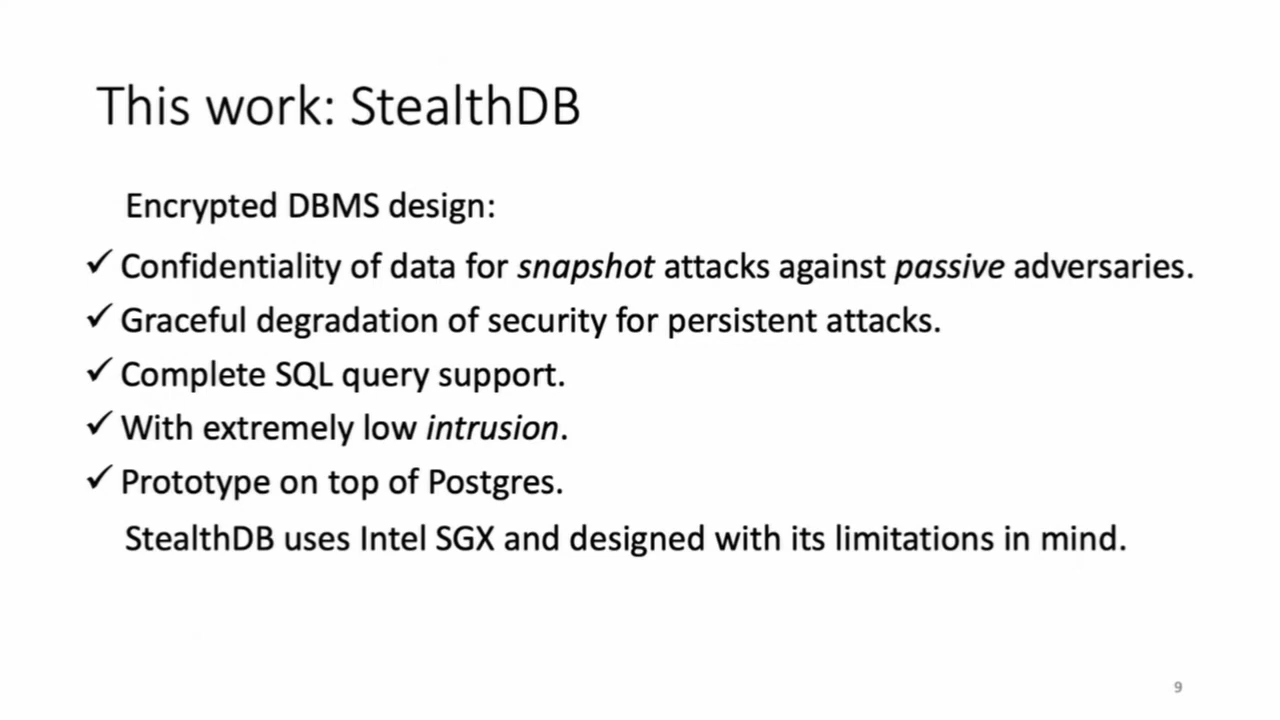 This work: StealthDB
Encrypted DBMS design:
✓ Confidentiality of data for snapshot attacks against passive adversaries.
✓ Graceful degradation of security for persistent attacks.
✓ Complete SQL query support.
✓ With extremely low intrusion.
✓ Prototype on top of Postgres.
StealthDB uses Intel SGX and designed with its limitations in mind.
9